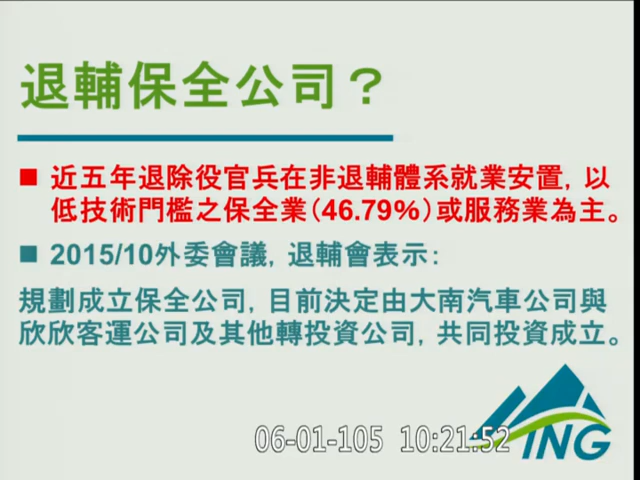 退輔保全公司？
■ 近五年退除役官兵在非退輔體系就業安置，以
低技術門檻之保全業（46.79%）或服務業為主。
■ 2015/10外委會議，退輔會表示：
規劃成立保全公司，目前決定由大南汽車公司與
欣欣客運公司及其他轉投資公司，共同投資成立。
06-01-105 10:21:52
ING